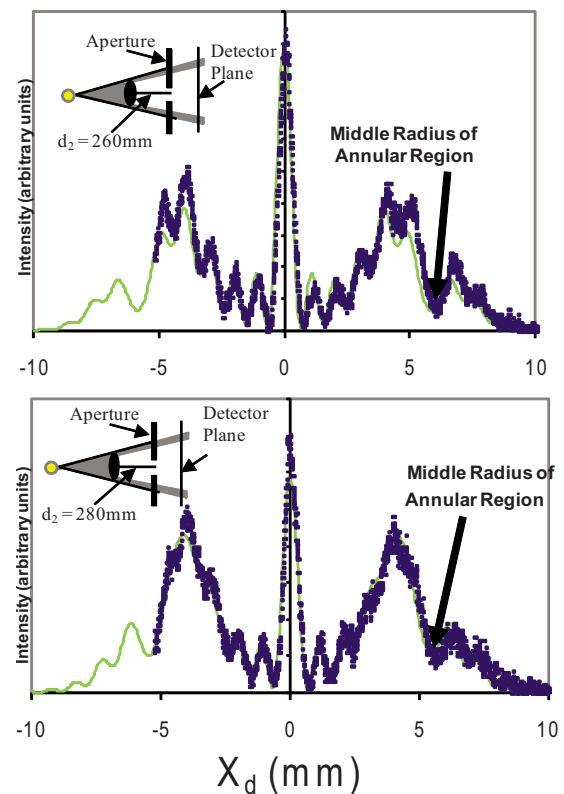 Aperture
Detector
Plane
d₂ = 260mm
Middle Radius of
Annular Region
Intensity (arbitrary units)
-10 -5 0 5 10
Aperture
Detector
Plane
d₂ = 280mm
Middle Radius of
Annular Region
Intensity (arbitrary units)
-10 -5 0 5 10
X_d (mm)